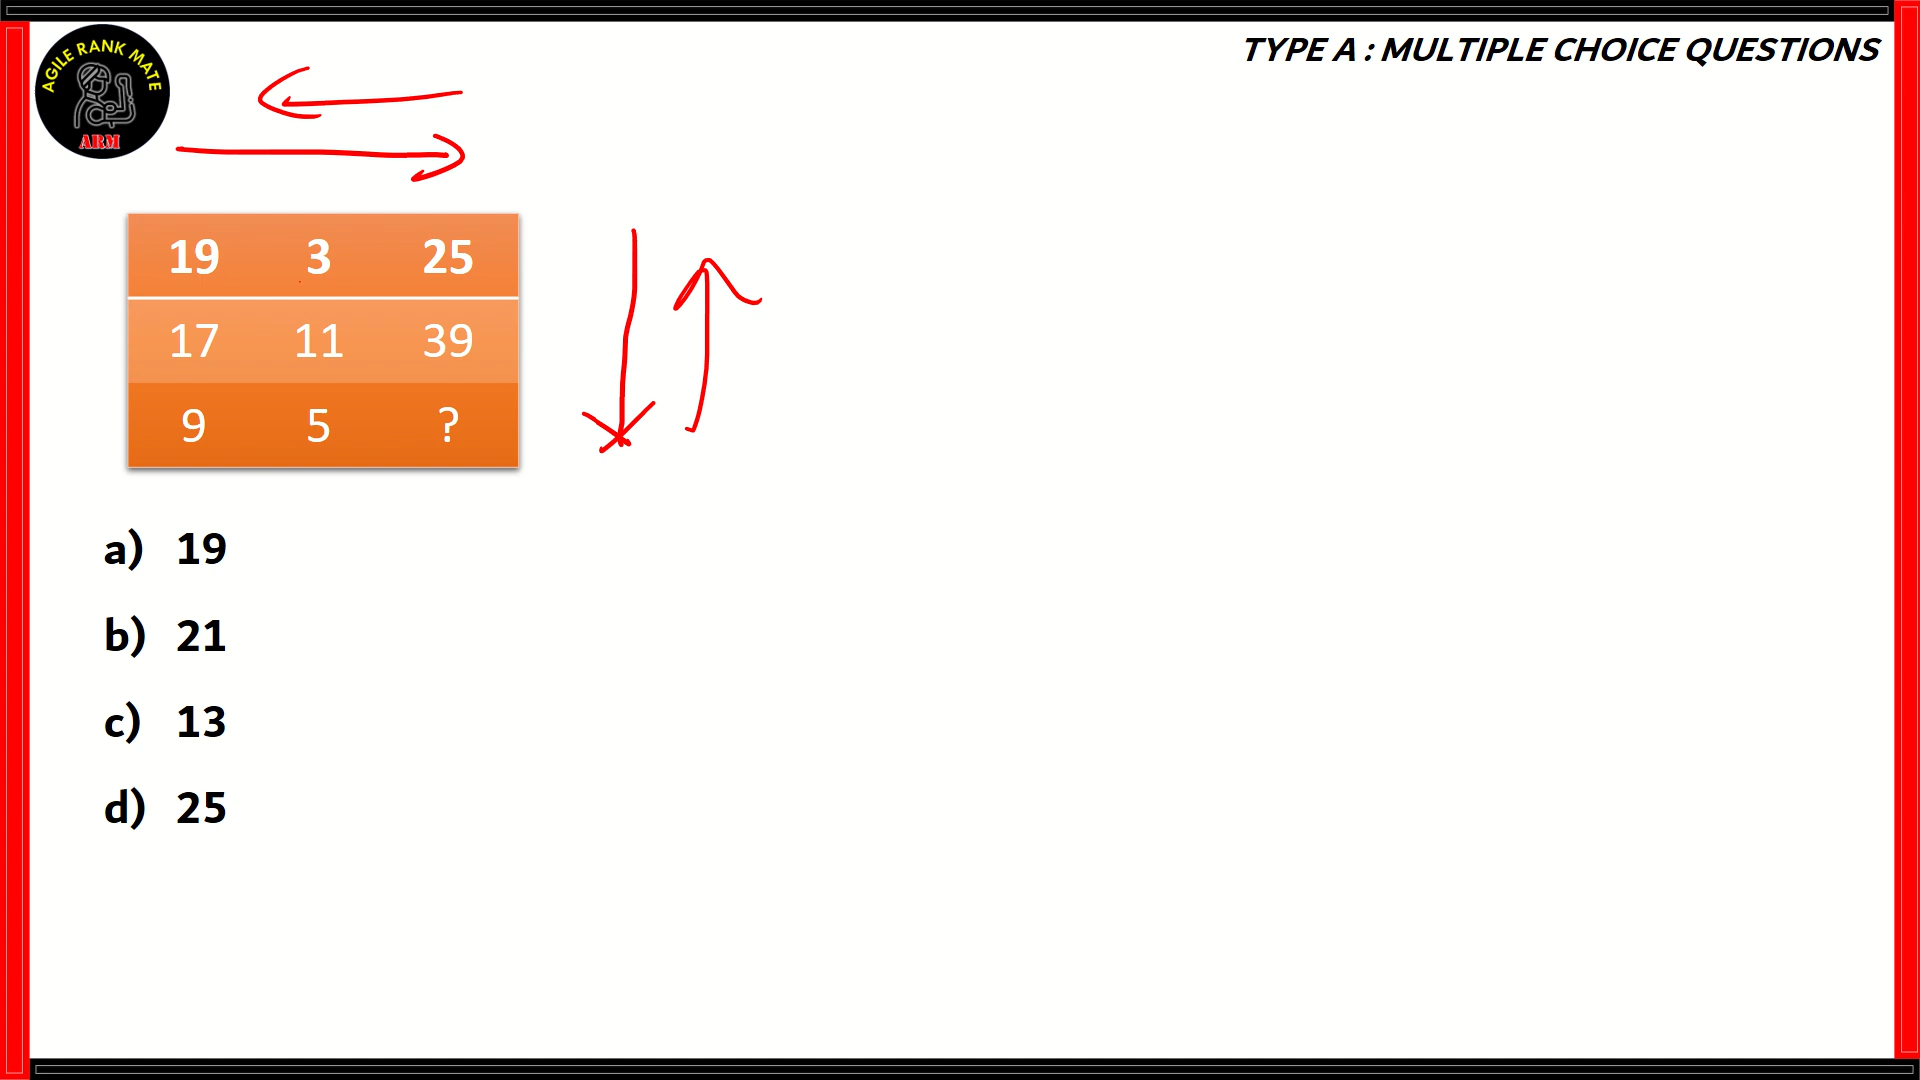 AGILE RANK MATE
ARM
TYPE A : MULTIPLE CHOICE QUESTIONS
19 3 25
17 11 39
9 5 ?
a) 19
b) 21
c) 13
d) 25